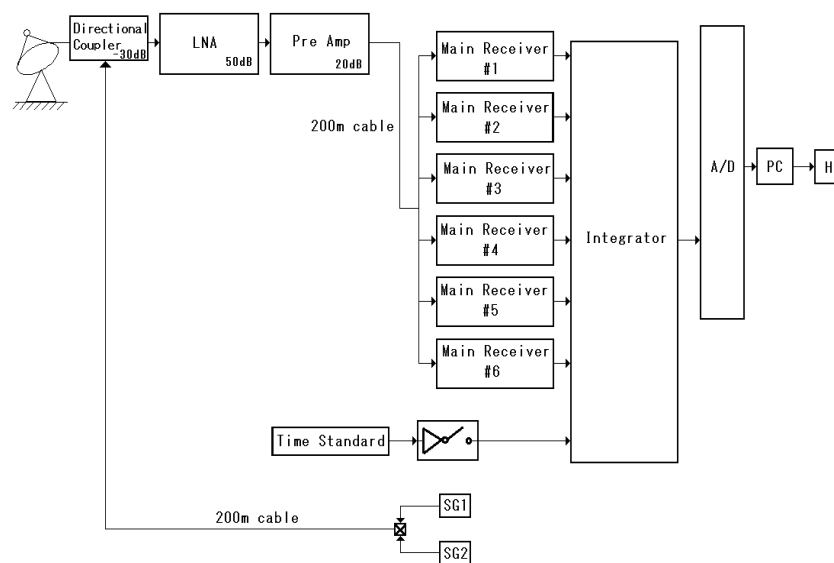 Directional
Coupler
-30dB
LNA
50dB
Pre Amp
20dB
200m cable
Main Receiver
#1
Main Receiver
#2
Main Receiver
#3
Main Receiver
#4
Main Receiver
#5
Main Receiver
#6
Integrator
A/D
PC
H
Time Standard
200m cable
SG1
SG2